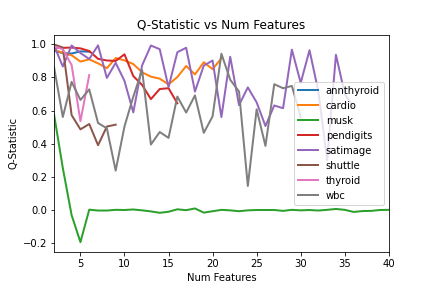 Q-Statistic vs Num Features
1.0
0.8
0.6
0.4
0.2
0.0
−0.2
Q-Statistic
annthyroid
cardio
musk
pendigits
satimage
shuttle
thyroid
wbc
5 10 15 20 25 30 35 40
Num Features